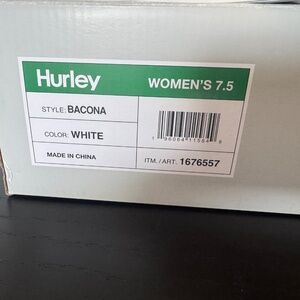 Hurley WOMEN'S 7.5
STYLE: BACONA
COLOR: WHITE
MADE IN CHINA
ITM./ART. 1676557